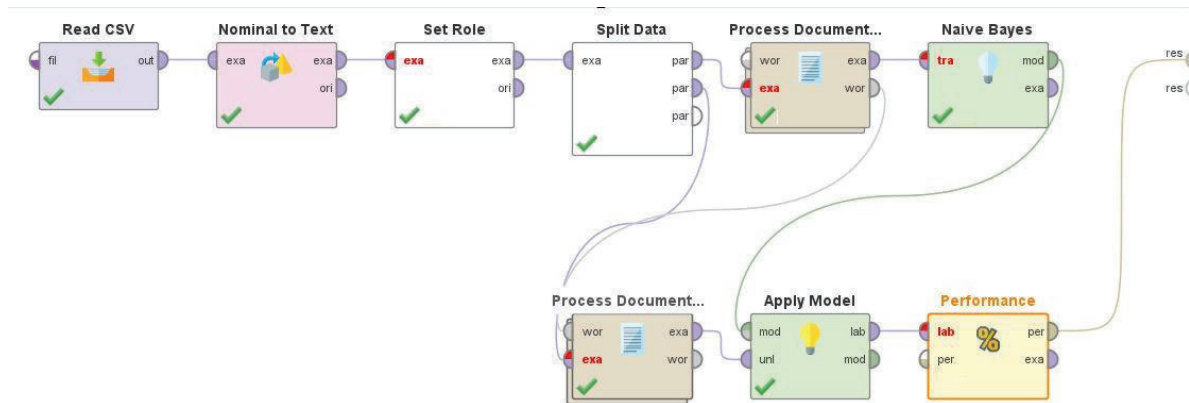 Read CSV
Nominal to Text
Set Role
Split Data
Process Document...
Naive Bayes
fil out
exa exa
ori
exa exa
ori
exa par
par
par
wor exa
exa wor
tra mod
exa
res
res
Process Document...
Apply Model
Performance
wor exa
exa wor
mod lab
unl mod
%
lab per
per exa